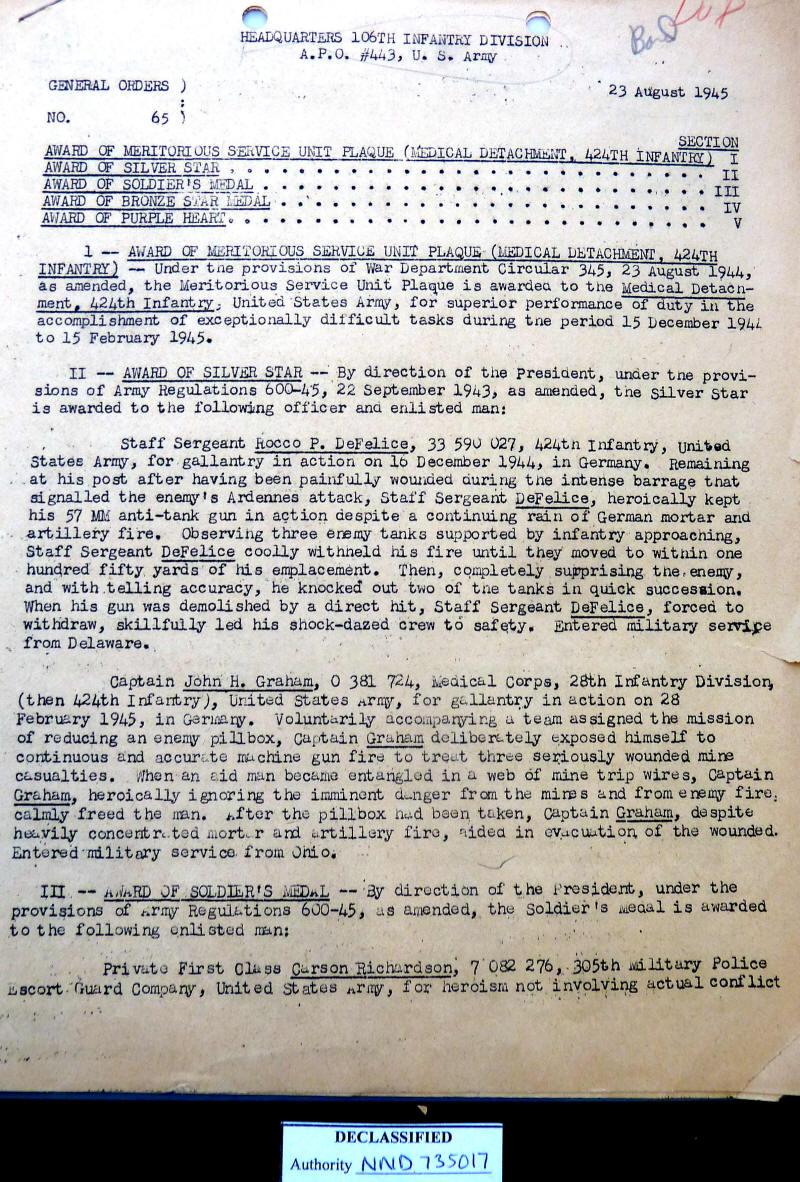 HEADQUARTERS 106TH INFANTRY DIVISION
A.P.O. #443, U. S. Army
GENERAL ORDERS )
:
NO. 65 )
23 August 1945
SECTION
AWARD OF MERITORIOUS SERVICE UNIT PLAQUE (MEDICAL DETACHMENT, 424TH INFANTRY) I
AWARD OF SILVER STAR . . . . . . . . . . . . . . . . . . . . . . . . . . . . II
AWARD OF SOLDIER'S MEDAL . . . . . . . . . . . . . . . . . . . . . . . . . . III
AWARD OF BRONZE STAR MEDAL . . . . . . . . . . . . . . . . . . . . . . . . . IV
AWARD OF PURPLE HEART. . . . . . . . . . . . . . . . . . . . . . . . . . . . V
1 -- AWARD OF MERITORIOUS SERVICE UNIT PLAQUE (MEDICAL DETACHMENT, 424TH
INFANTRY) -- Under the provisions of War Department Circular 345, 23 August 1944,
as amended, the Meritorious Service Unit Plaque is awarded to the Medical Detach-
ment, 424th Infantry, United States Army, for superior performance of duty in the
accomplishment of exceptionally difficult tasks during the period 15 December 1944
to 15 February 1945.
II -- AWARD OF SILVER STAR -- By direction of the President, under the provi-
sions of Army Regulations 600-45, 22 September 1943, as amended, the Silver Star
is awarded to the following officer and enlisted man:
Staff Sergeant Rocco P. DeFelice, 33 590 027, 424th Infantry, United
States Army, for gallantry in action on 16 December 1944, in Germany. Remaining
at his post after having been painfully wounded during the intense barrage that
signalled the enemy's Ardennes attack, Staff Sergeant DeFelice, heroically kept
his 57 MM anti-tank gun in action despite a continuing rain of German mortar and
artillery fire. Observing three enemy tanks supported by infantry approaching,
Staff Sergeant DeFelice coolly withheld his fire until they moved to within one
hundred fifty yards of his emplacement. Then, completely surprising the enemy,
and with telling accuracy, he knocked out two of the tanks in quick succession.
When his gun was demolished by a direct hit, Staff Sergeant DeFelice, forced to
withdraw, skillfully led his shock-dazed crew to safety. Entered military service
from Delaware.
Captain John H. Graham, O 381 724, Medical Corps, 28th Infantry Division,
(then 424th Infantry), United States Army, for gallantry in action on 28
February 1945, in Germany. Voluntarily accompanying a team assigned the mission
of reducing an enemy pillbox, Captain Graham deliberately exposed himself to
continuous and accurate machine gun fire to treat three seriously wounded mine
casualties. When an aid man became entangled in a web of mine trip wires, Captain
Graham, heroically ignoring the imminent danger from the mines and from enemy fire,
calmly freed the man. After the pillbox had been taken, Captain Graham, despite
heavily concentrated mortar and artillery fire, aided in evacuation of the wounded.
Entered military service from Ohio.
III -- AWARD OF SOLDIER'S MEDAL -- By direction of the President, under the
provisions of Army Regulations 600-45, as amended, the Soldier's Medal is awarded
to the following enlisted man:
Private First Class Carson Richardson, 7 082 276, 305th Military Police
Escort Guard Company, United States Army, for heroism not involving actual conflict
DECLASSIFIED
Authority NND 735017